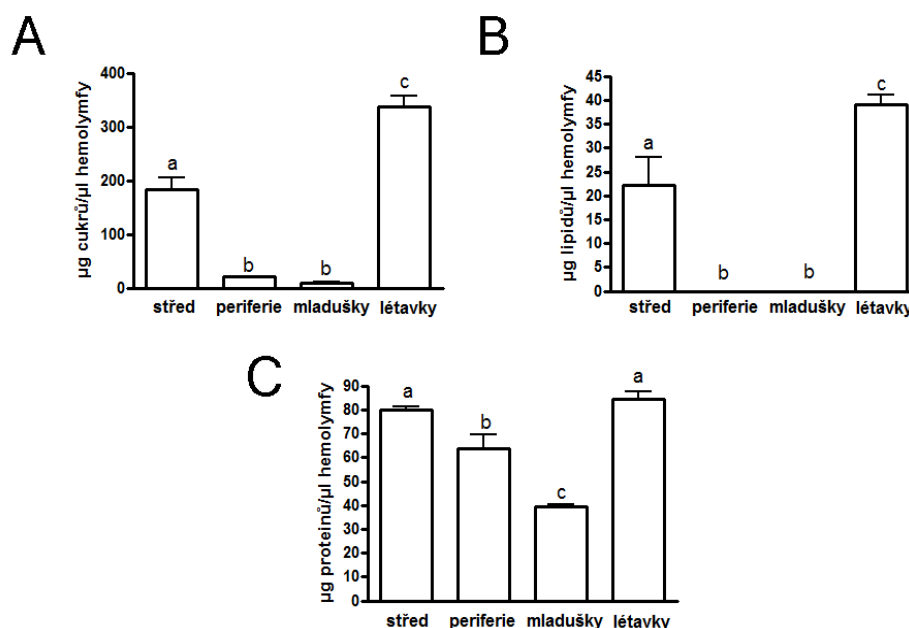 A
µg cukrů/µl hemolymfy
400
300
200
100
0
a
b
b
c
střed periferie mladušky létavky
B
µg lipidů/µl hemolymfy
45
40
35
30
25
20
15
10
5
0
a
b
b
c
střed periferie mladušky létavky
C
µg proteinů/µl hemolymfy
90
80
70
60
50
40
30
20
10
0
a
b
c
a
střed periferie mladušky létavky